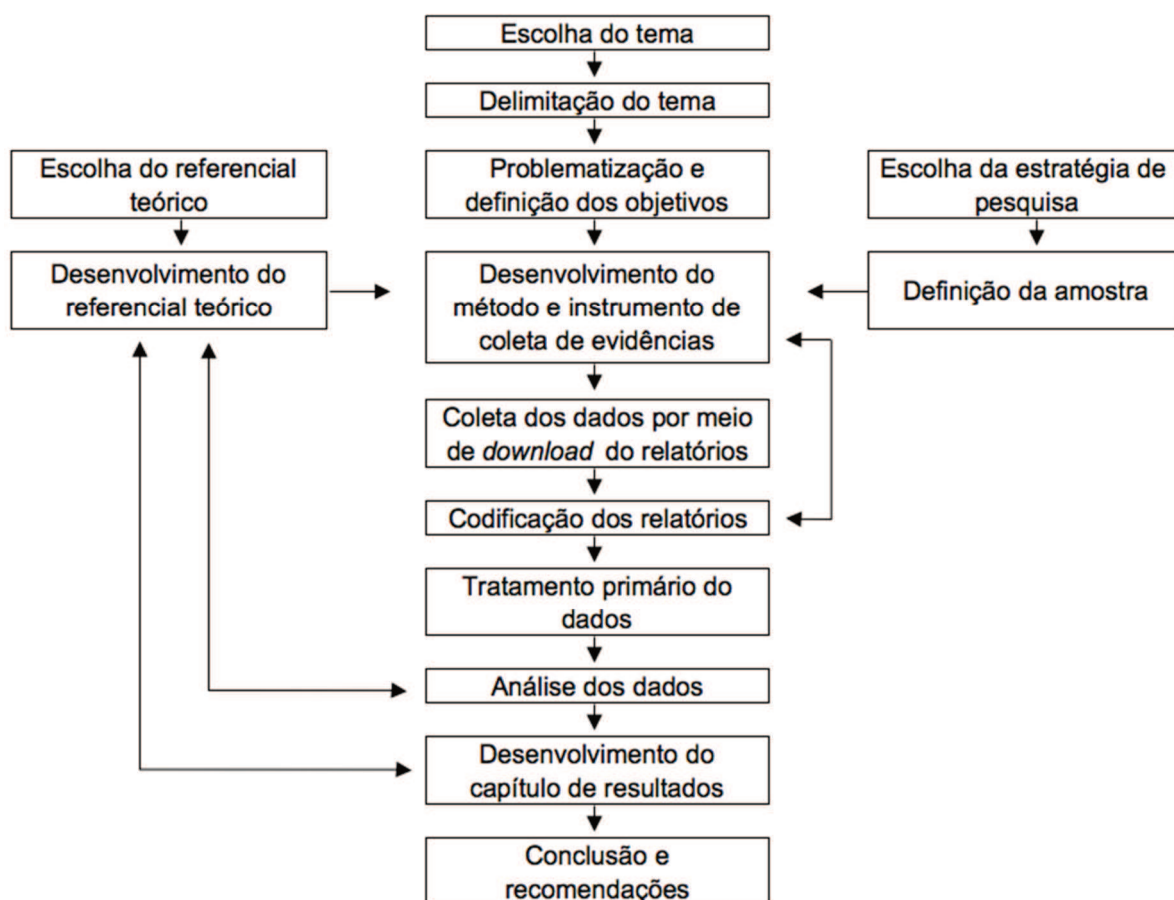 Escolha do tema
Delimitação do tema
Escolha do referencial
teórico
Problematização e
definição dos objetivos
Escolha da estratégia de
pesquisa
Desenvolvimento do
referencial teórico
Desenvolvimento do
método e instrumento de
coleta de evidências
Definição da amostra
Coleta dos dados por meio
de download do relatórios
Codificação dos relatórios
Tratamento primário do
dados
Análise dos dados
Desenvolvimento do
capítulo de resultados
Conclusão e
recomendações